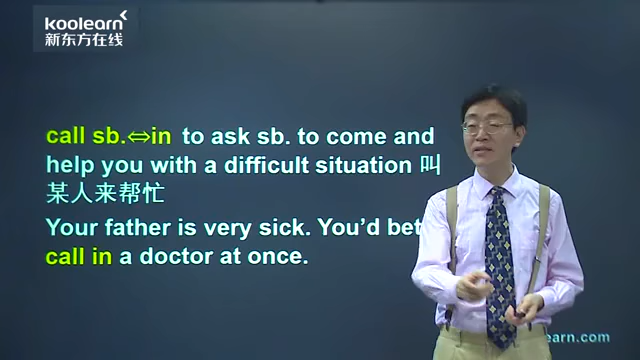 koolearn
新东方在线
call sb.⇔in to ask sb. to come and
help you with a difficult situation 叫
某人来帮忙
Your father is very sick. You'd bet
call in a doctor at once.
earn.com